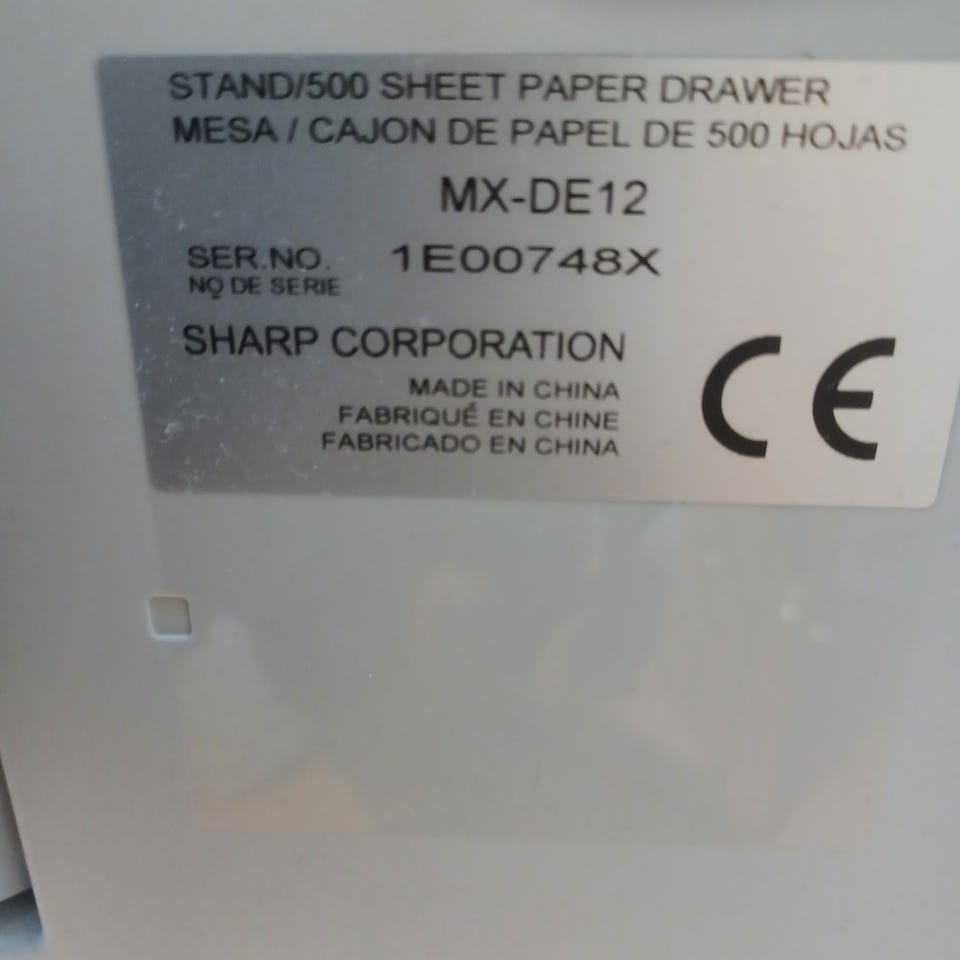 STAND/500 SHEET PAPER DRAWER
MESA / CAJON DE PAPEL DE 500 HOJAS
MX-DE12
SER.NO. 1E00748X
NO DE SERIE
SHARP CORPORATION
MADE IN CHINA
FABRIQUÉ EN CHINE
FABRICADO EN CHINA
CE